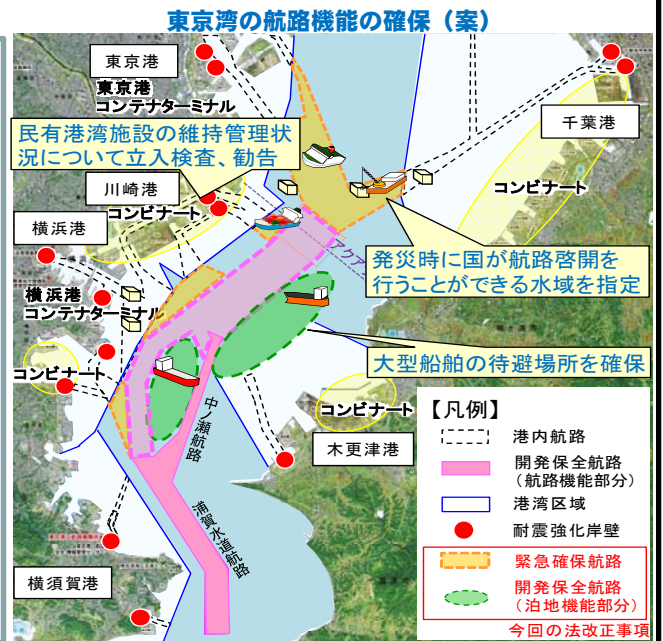 東京湾の航路機能の確保（案）
東京港
東京港
コンテナターミナル
千葉港
民有港湾施設の維持管理状
況について立入検査、勧告
コンビナート
川崎港
コンビナート
横浜港
アクア
発災時に国が航路啓開を
行うことができる水域を指定
横浜港
コンテナターミナル
大型船舶の待避場所を確保
コンビナート
コンビナート
木更津港
中ノ瀬航路
浦賀水道航路
横須賀港
【凡例】
港内航路
開発保全航路
（航路機能部分）
港湾区域
耐震強化岸壁
緊急確保航路
開発保全航路
（泊地機能部分）
今回の法改正事項